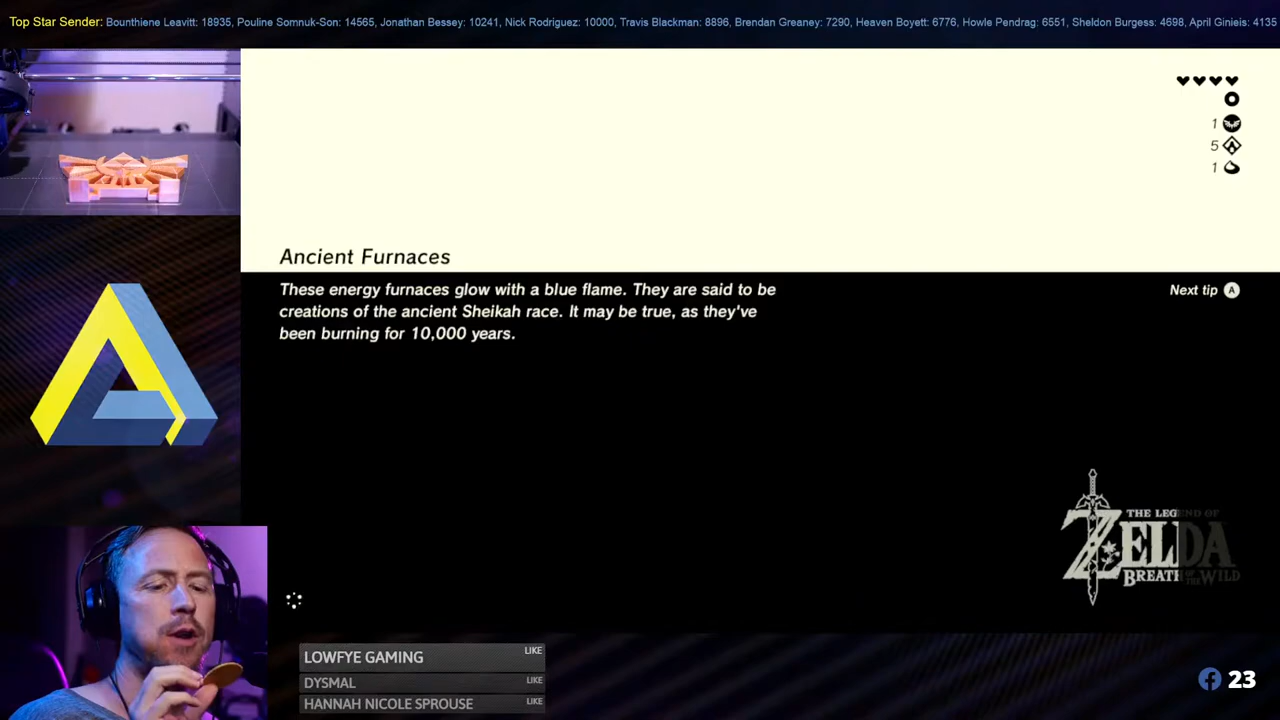 Top Star Sender: Bounthiene Leavitt: 18935, Pouline Somnuk-Son: 14565, Jonathan Bessey: 10241, Nick Rodriguez: 10000, Travis Blackman: 8896, Brendan Greaney: 7290, Heaven Boyett: 6776, Howle Pendrag: 6551, Sheldon Burgess: 4698, April Ginieis: 4135
1
5
1
Ancient Furnaces
These energy furnaces glow with a blue flame. They are said to be
creations of the ancient Sheikah race. It may be true, as they've
been burning for 10,000 years.
Next tip A
THE LEGEND OF
ZELDA
BREATH OF THE WILD
LOWFYE GAMING LIKE
DYSMAL LIKE
HANNAH NICOLE SPROUSE LIKE
23